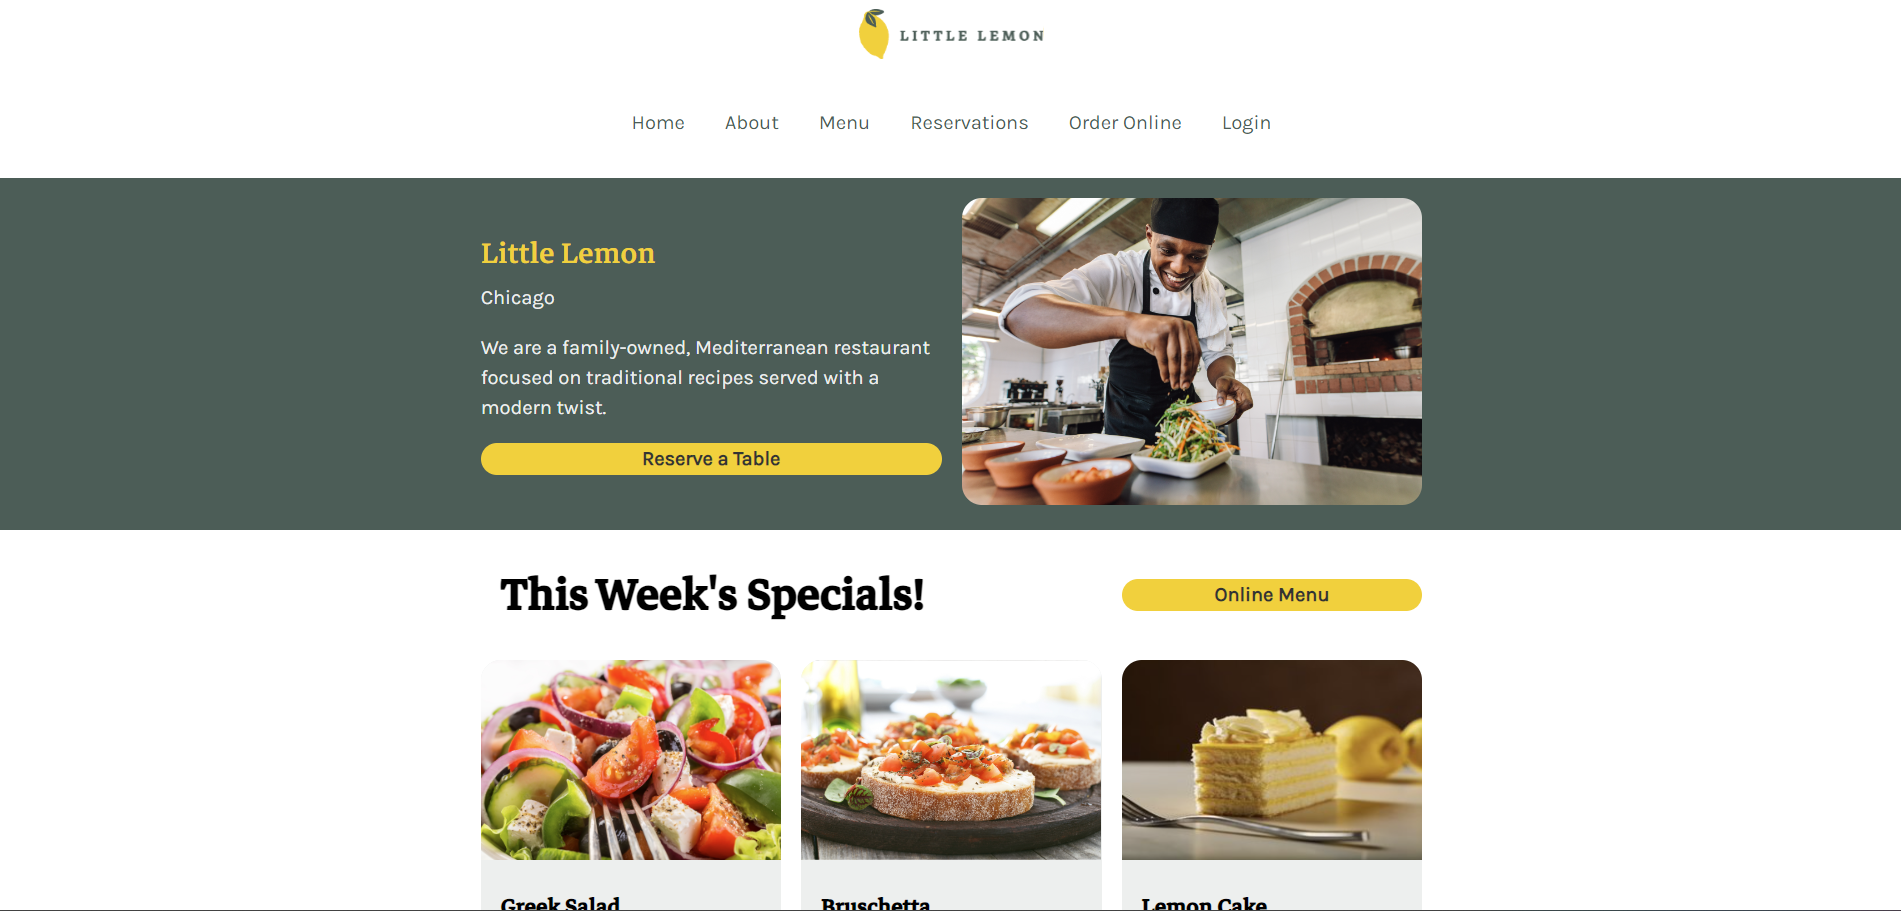 LITTLE LEMON
Home About Menu Reservations Order Online Login
Little Lemon
Chicago
We are a family-owned, Mediterranean restaurant
focused on traditional recipes served with a
modern twist.
Reserve a Table
This Week's Specials!
Online Menu
Greek Salad
Bruschetta
Lemon Cake